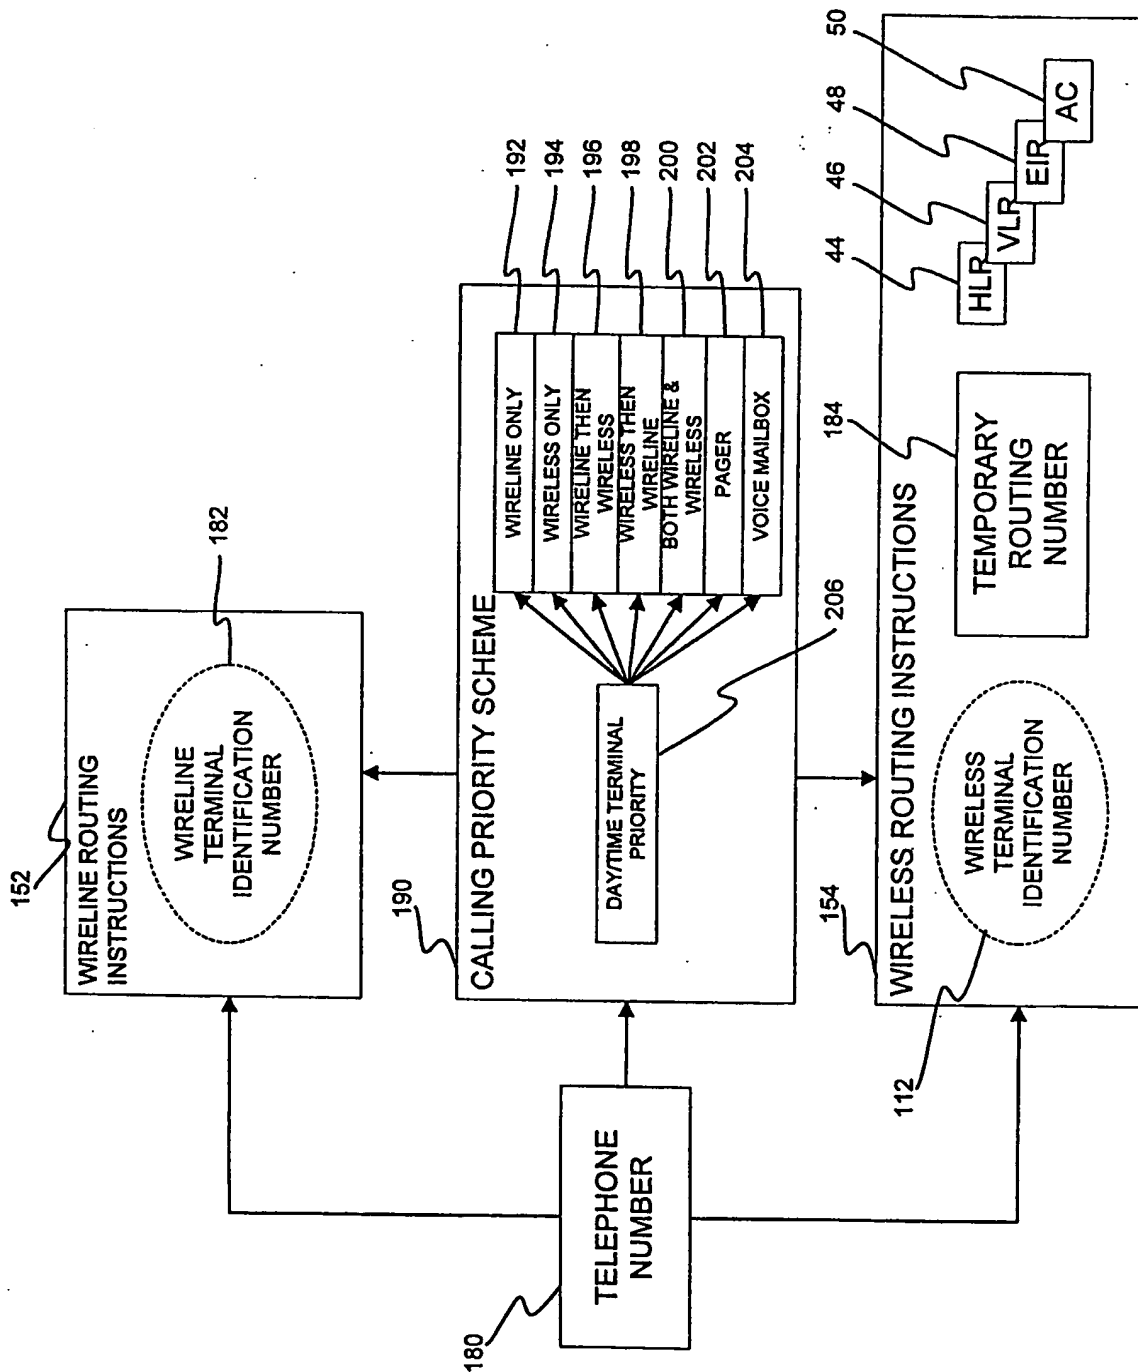 152
WIRELINE ROUTING
INSTRUCTIONS
WIRELINE
TERMINAL
IDENTIFICATION
NUMBER
182
180
TELEPHONE
NUMBER
190
CALLING PRIORITY SCHEME
DAY/TIME TERMINAL
PRIORITY
206
WIRELINE ONLY
192
WIRELESS ONLY
194
WIRELINE THEN
WIRELESS
196
WIRELESS THEN
WIRELINE
198
BOTH WIRELINE &
WIRELESS
200
PAGER
202
VOICE MAILBOX
204
154
WIRELESS ROUTING INSTRUCTIONS
112
WIRELESS
TERMINAL
IDENTIFICATION
NUMBER
184
TEMPORARY
ROUTING
NUMBER
44
HLR
46
VLR
48
EIR
50
AC